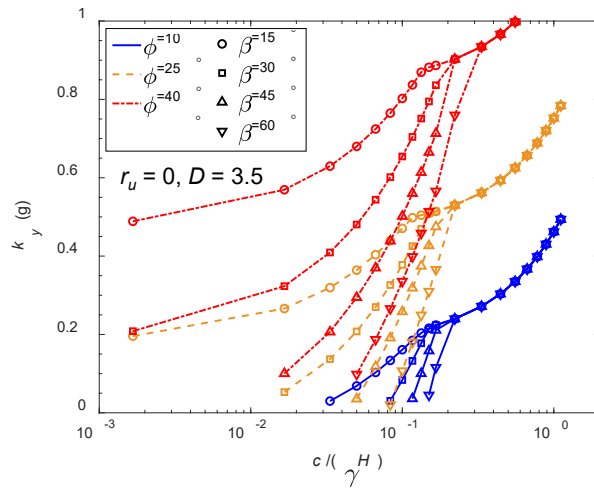 1
0.8
0.6
0.4
0.2
0
k_y (g)
ϕ=10°
ϕ=25°
ϕ=40°
β=15°
β=30°
β=45°
β=60°
r_u = 0, D = 3.5
10^-3
10^-2
10^-1
10^0
c/(γH)